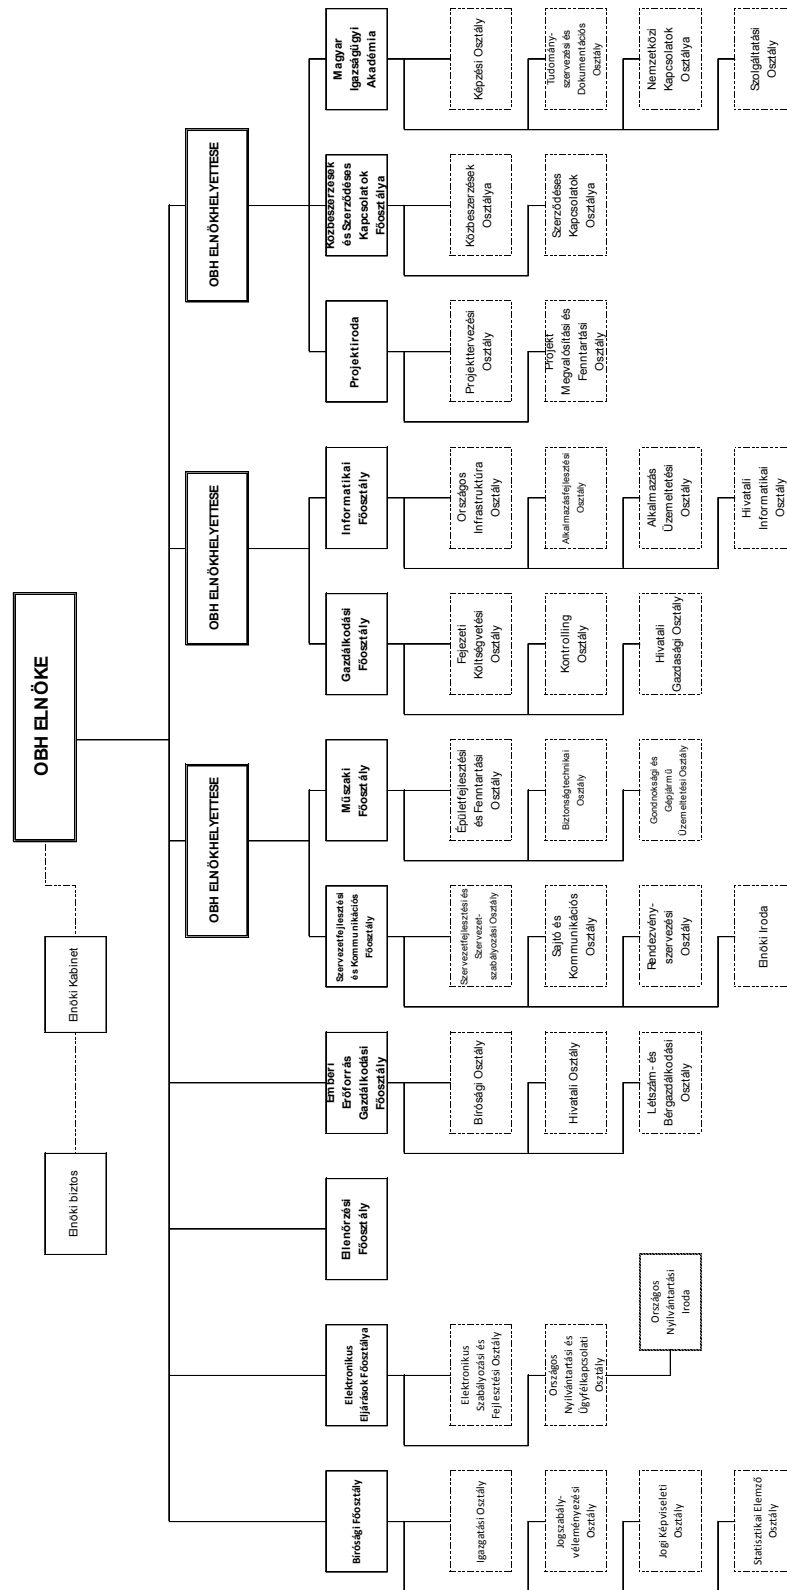 OBH ELNÖKE
Elnöki Kabinet
Elnöki biztos
OBH ELNÖKHELYETTESE
OBH ELNÖKHELYETTESE
OBH ELNÖKHELYETTESE
Bírósági Főosztály
Elektronikus
Eljárások Főosztálya
Ellenőrzési
Főosztály
Emberi
Erőforrás
Gazdálkodási
Főosztály
Szervezetfejlesztési
és Kommunikációs
Főosztály
Műszaki
Főosztály
Gazdálkodási
Főosztály
Informatikai
Főosztály
Projektiroda
Közbeszerzések
és Szerződéses
Kapcsolatok
Főosztálya
Magyar
Igazságügyi
Akadémia
Igazgatási Osztály
Jogszabály-
véleményezési
Osztály
Jogi Képviseleti
Osztály
Statisztikai Elemző
Osztály
Elektronikus
Szabályozási és
Fejlesztési Osztály
Országos
Nyilvántartási és
Ügyfélkapcsolati
Osztály
Országos
Nyilvántartási
Iroda
Bírósági Osztály
Hivatali Osztály
Létszám- és
Bérgazdálkodási
Osztály
Szervezetfejlesztési és
Szervezet-
szabályozási Osztály
Sajtó és
Kommunikációs
Osztály
Rendezvény-
szervezési
Osztály
Elnöki Iroda
Épületfejlesztési
és Fenntartási
Osztály
Biztonságtechnikai
Osztály
Gondnoksági és
Gépjármű
Üzemeltetési Osztály
Fejezeti
Költségvetési
Osztály
Kontrolling
Osztály
Hivatali
Gazdasági Osztály
Országos
Infrastruktúra
Osztály
Alkalmazásfejlesztési
Osztály
Alkalmazás
Üzemeltetési
Osztály
Hivatali
Informatikai
Osztály
Projekttervezési
Osztály
Projekt
Megvalósítási és
Fenntartási
Osztály
Közbeszerzések
Osztálya
Szerződéses
Kapcsolatok
Osztálya
Képzési Osztály
Tudomány-
szervezési és
Dokumentációs
Osztály
Nemzetközi
Kapcsolatok
Osztálya
Szolgáltatási
Osztály